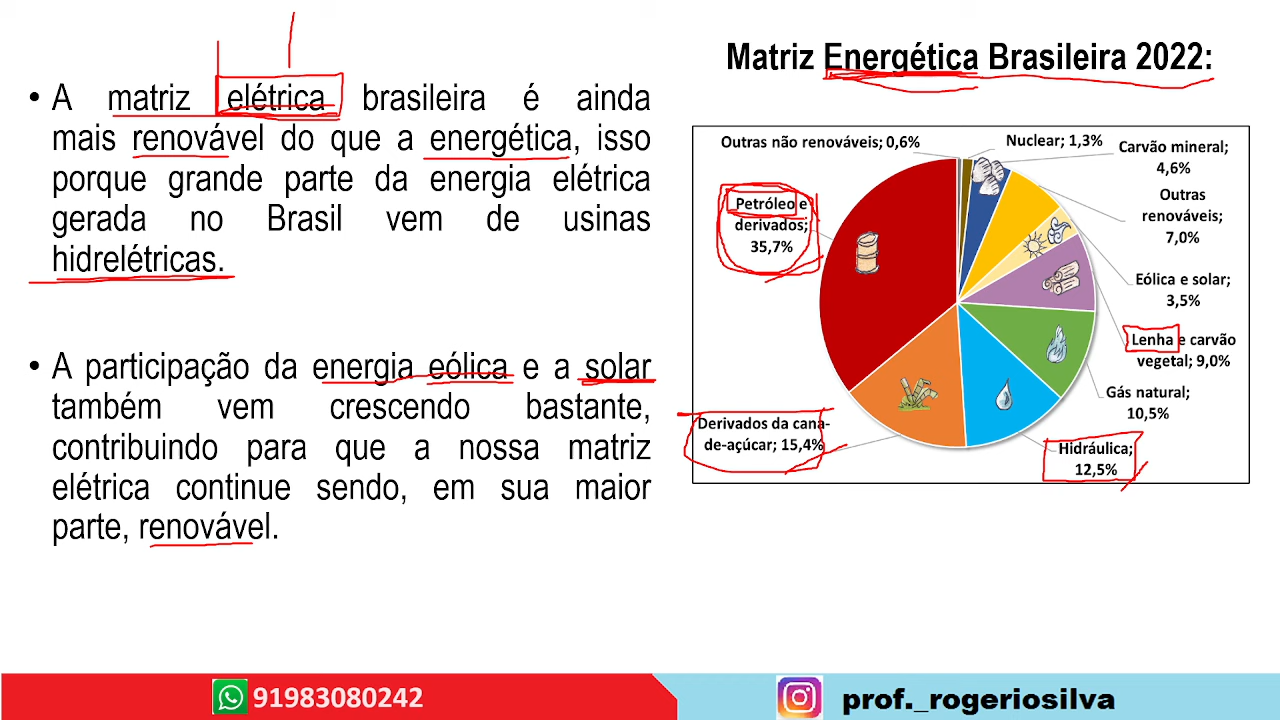 • A matriz elétrica brasileira é ainda
mais renovável do que a energética, isso
porque grande parte da energia elétrica
gerada no Brasil vem de usinas
hidrelétricas.
• A participação da energia eólica e a solar
também vem crescendo bastante,
contribuindo para que a nossa matriz
elétrica continue sendo, em sua maior
parte, renovável.
Matriz Energética Brasileira 2022:
Outras não renováveis; 0,6%
Nuclear; 1,3%
Carvão mineral;
4,6%
Outras
renováveis;
7,0%
Eólica e solar;
3,5%
Lenha e carvão
vegetal; 9,0%
Gás natural;
10,5%
Hidráulica;
12,5%
Derivados da cana-
de-açúcar; 15,4%
Petróleo e
derivados;
35,7%
91983080242
prof._rogeriosilva